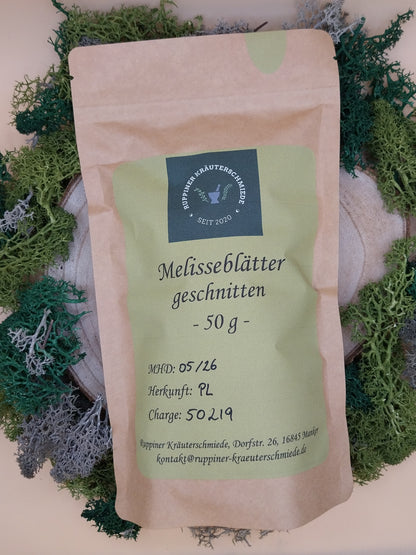 RUPPINER KRÄUTERSCHMIEDE
SEIT 2020
Melisseblätter
geschnitten
- 50 g -
MHD: 05/26
Herkunft: PL
Charge: 50219
Ruppiner Kräuterschmiede, Dorfstr. 26, 16845 Manker
kontakt@ruppiner-kraeuterschmiede.de